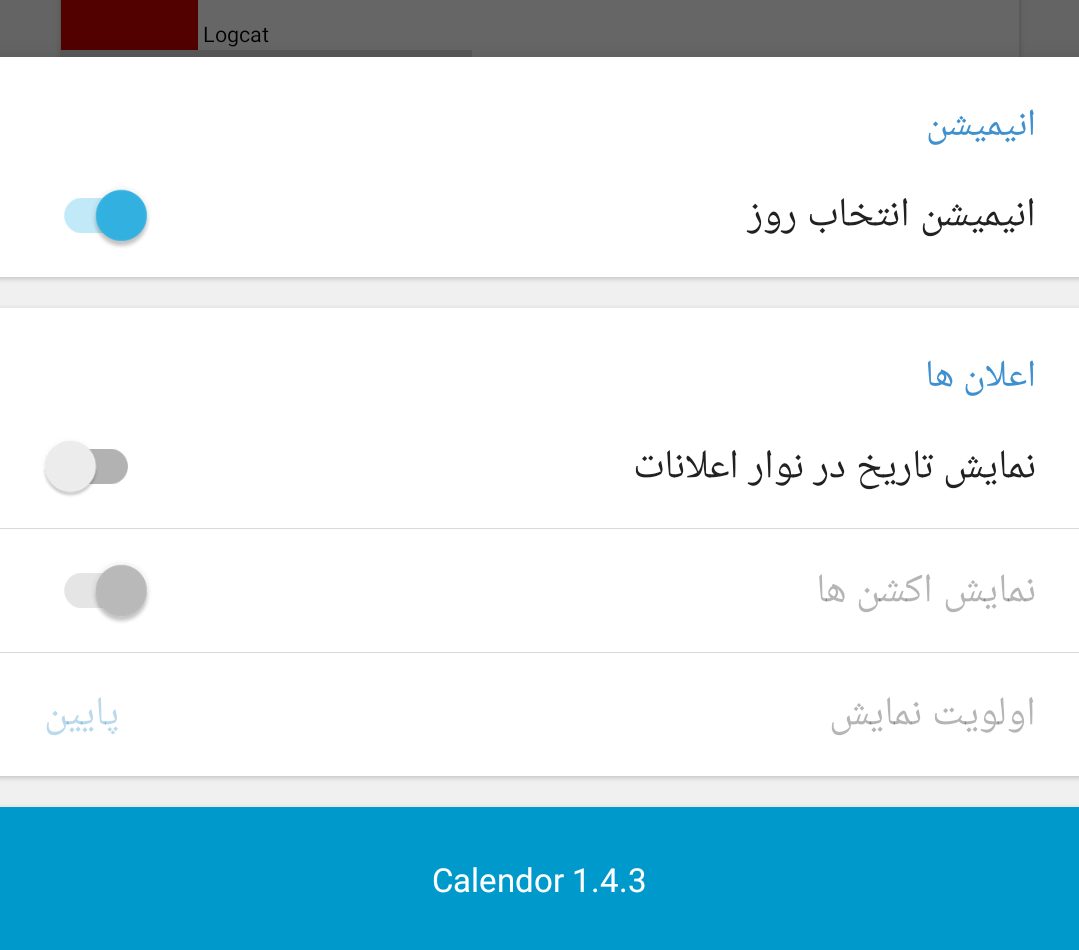 Logcat
انیمیشن
انیمیشن انتخاب روز
اعلان ها
نمایش تاریخ در نوار اعلانات
نمایش اکشن ها
اولویت نمایش
پایین
Calendor 1.4.3